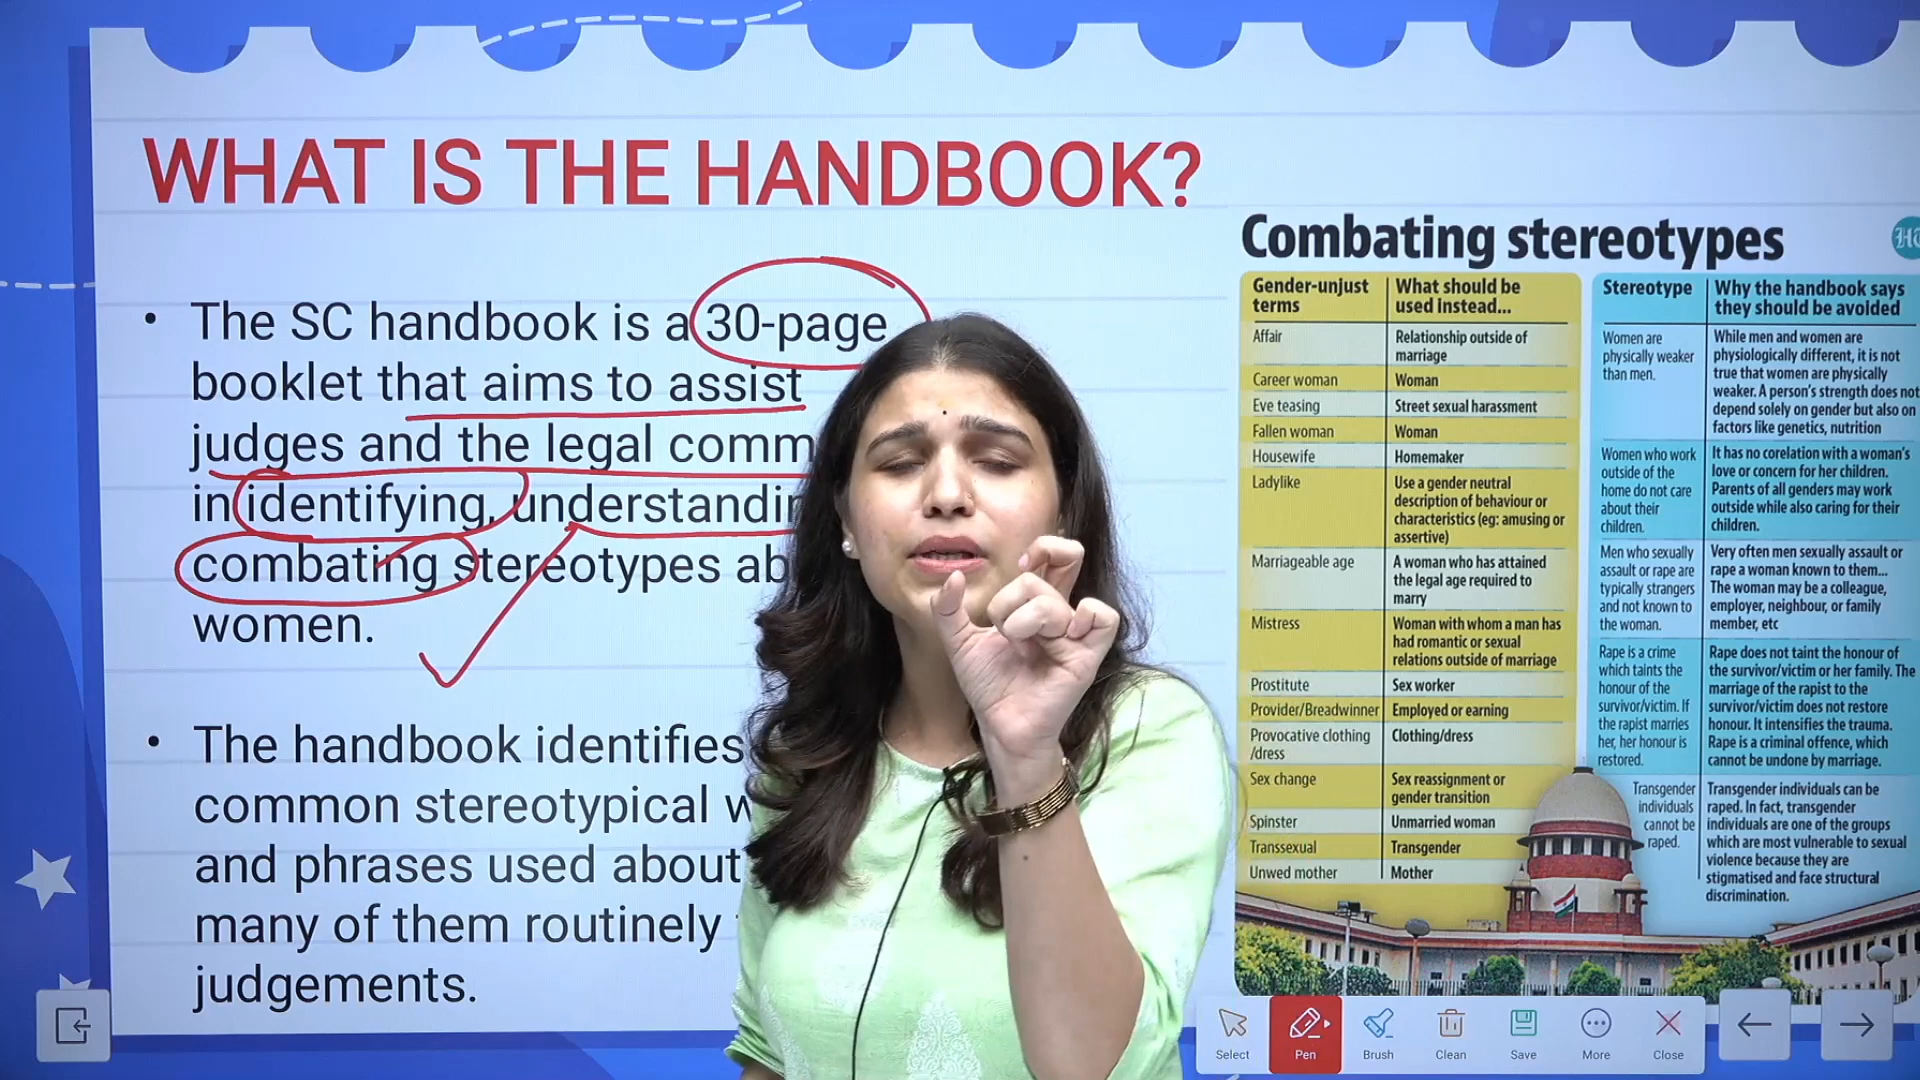 WHAT IS THE HANDBOOK?
• The SC handbook is a 30-page
booklet that aims to assist
judges and the legal comm
in identifying, understandin
combating stereotypes ab
women.
• The handbook identifies
common stereotypical w
and phrases used about
many of them routinely
judgements.
Combating stereotypes
HT
Gender-unjust
terms
What should be
used instead...
Affair
Relationship outside of
marriage
Career woman
Woman
Eve teasing
Street sexual harassment
Fallen woman
Woman
Housewife
Homemaker
Ladylike
Use a gender neutral
description of behaviour or
characteristics (eg: amusing or
assertive)
Marriageable age
A woman who has attained
the legal age required to
marry
Mistress
Woman with whom a man has
had romantic or sexual
relations outside of marriage
Prostitute
Sex worker
Provider/Breadwinner
Employed or earning
Provocative clothing
/dress
Clothing/dress
Sex change
Sex reassignment or
gender transition
Spinster
Unmarried woman
Transsexual
Transgender
Unwed mother
Mother
Stereotype
Why the handbook says
they should be avoided
Women are
physically weaker
than men.
While men and women are
physiologically different, it is not
true that women are physically
weaker. A person's strength does not
depend solely on gender but also on
factors like genetics, nutrition
Women who work
outside of the
home do not care
about their
children.
It has no corelation with a woman's
love or concern for her children.
Parents of all genders may work
outside while also caring for their
children.
Men who sexually
assault or rape are
typically strangers
and not known to
the woman.
Very often men sexually assault or
rape a woman known to them...
The woman may be a colleague,
employer, neighbour, or family
member, etc
Rape is a crime
which taints the
honour of the
survivor/victim. If
the rapist marries
her, her honour is
restored.
Rape does not taint the honour of
the survivor/victim or her family. The
marriage of the rapist to the
survivor/victim does not restore
honour. It intensifies the trauma.
Rape is a criminal offence, which
cannot be undone by marriage.
Transgender
individuals
cannot be
raped.
Transgender individuals can be
raped. In fact, transgender
individuals are one of the groups
which are most vulnerable to sexual
violence because they are
stigmatised and face structural
discrimination.
Select
Pen
Brush
Clean
Save
More
Close